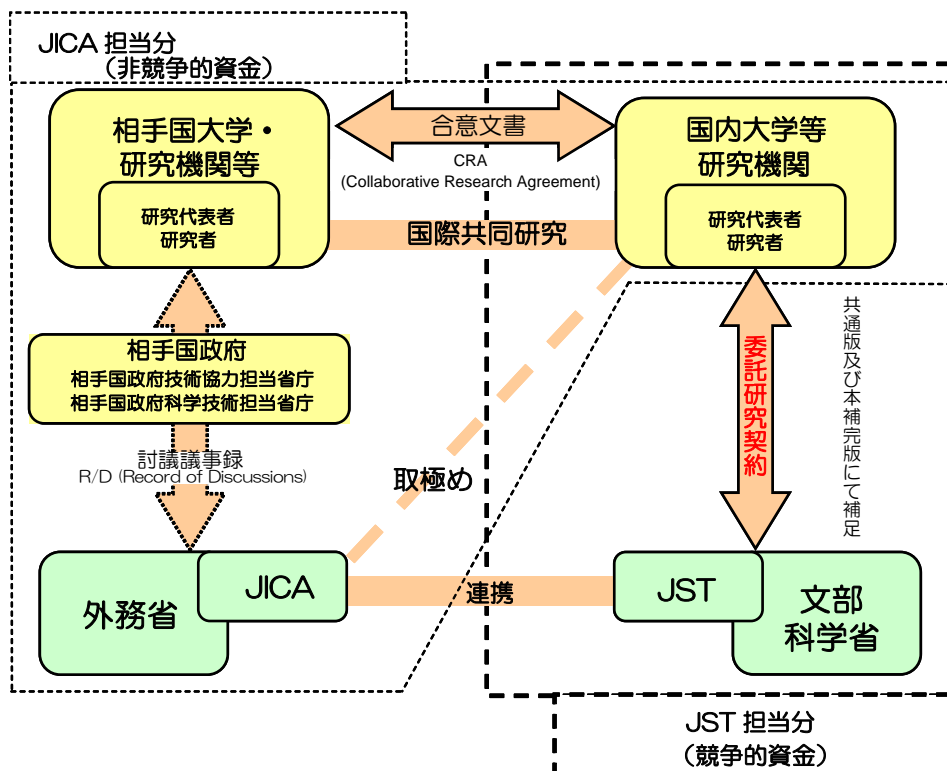 JICA 担当分
（非競争的資金）
相手国大学・
研究機関等
研究代表者
研究者
合意文書
CRA
(Collaborative Research Agreement)
国際共同研究
国内大学等
研究機関
研究代表者
研究者
相手国政府
相手国政府技術協力担当省庁
相手国政府科学技術担当省庁
討議議事録
R/D (Record of Discussions)
取極め
委託研究契約
共通版及び本補完版にて補足
外務省
JICA
連携
JST
文部
科学省
JST 担当分
（競争的資金）